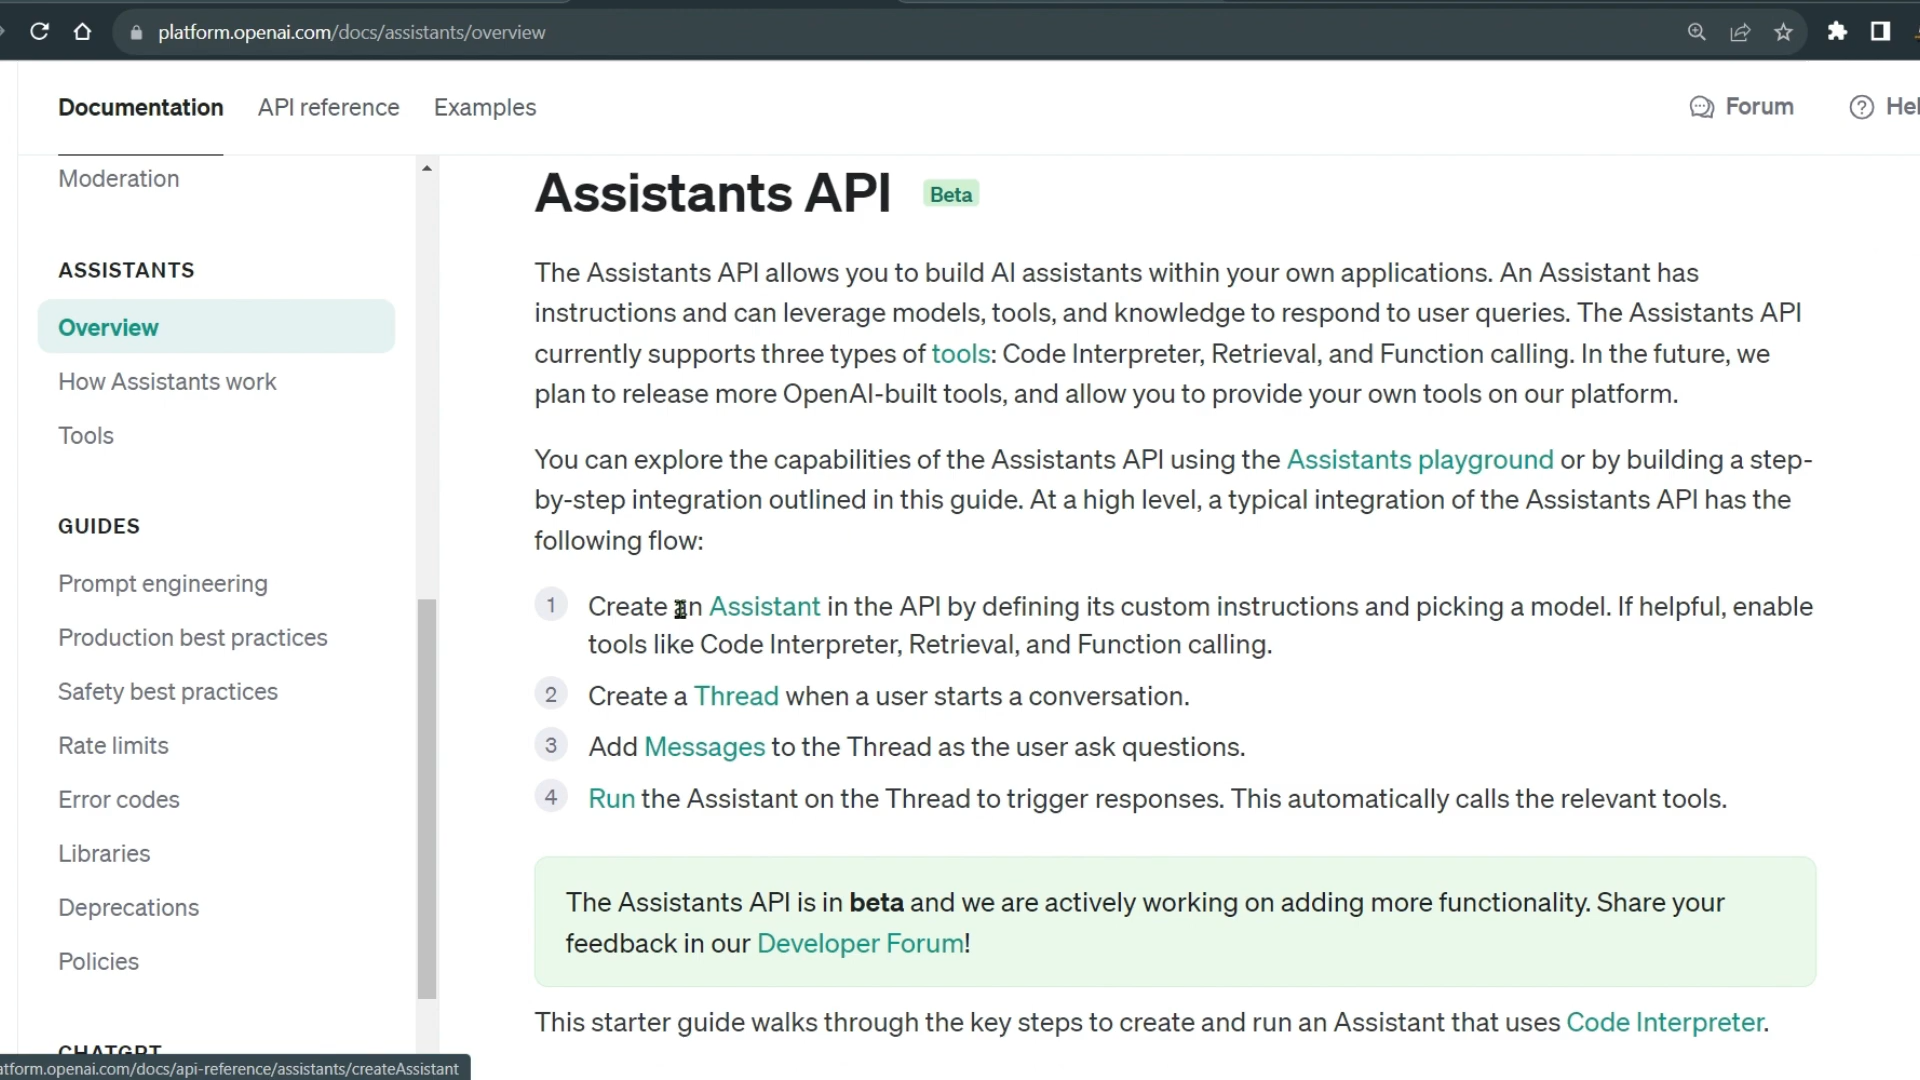 platform.openai.com/docs/assistants/overview
Documentation
API reference
Examples
Forum
Moderation
ASSISTANTS
Overview
How Assistants work
Tools
GUIDES
Prompt engineering
Production best practices
Safety best practices
Rate limits
Error codes
Libraries
Deprecations
Policies
CHATGPT
atform.openai.com/docs/api-reference/assistants/createAssistant
Assistants API Beta
The Assistants API allows you to build AI assistants within your own applications. An Assistant has
instructions and can leverage models, tools, and knowledge to respond to user queries. The Assistants API
currently supports three types of tools: Code Interpreter, Retrieval, and Function calling. In the future, we
plan to release more OpenAI-built tools, and allow you to provide your own tools on our platform.
You can explore the capabilities of the Assistants API using the Assistants playground or by building a step-
by-step integration outlined in this guide. At a high level, a typical integration of the Assistants API has the
following flow:
1 Create an Assistant in the API by defining its custom instructions and picking a model. If helpful, enable
tools like Code Interpreter, Retrieval, and Function calling.
2 Create a Thread when a user starts a conversation.
3 Add Messages to the Thread as the user ask questions.
4 Run the Assistant on the Thread to trigger responses. This automatically calls the relevant tools.
The Assistants API is in beta and we are actively working on adding more functionality. Share your
feedback in our Developer Forum!
This starter guide walks through the key steps to create and run an Assistant that uses Code Interpreter.